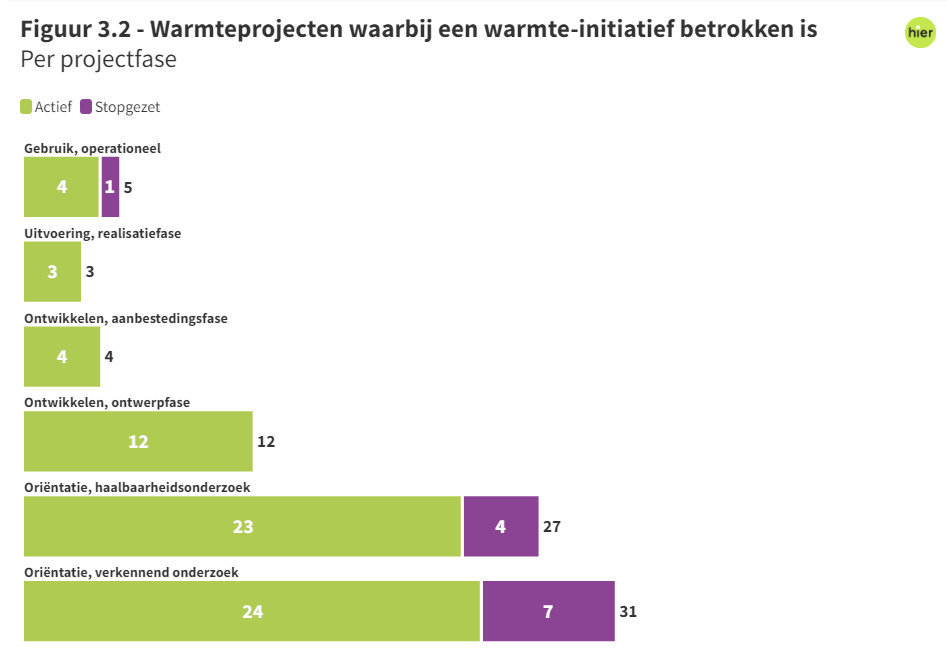 Figuur 3.2 - Warmteprojecten waarbij een warmte-initiatief betrokken is
hier
Per projectfase
Actief Stopgezet
Gebruik, operationeel
4 1 5
Uitvoering, realisatiefase
3 3
Ontwikkelen, aanbestedingsfase
4 4
Ontwikkelen, ontwerpfase
12 12
Oriëntatie, haalbaarheidsonderzoek
23 4 27
Oriëntatie, verkennend onderzoek
24 7 31